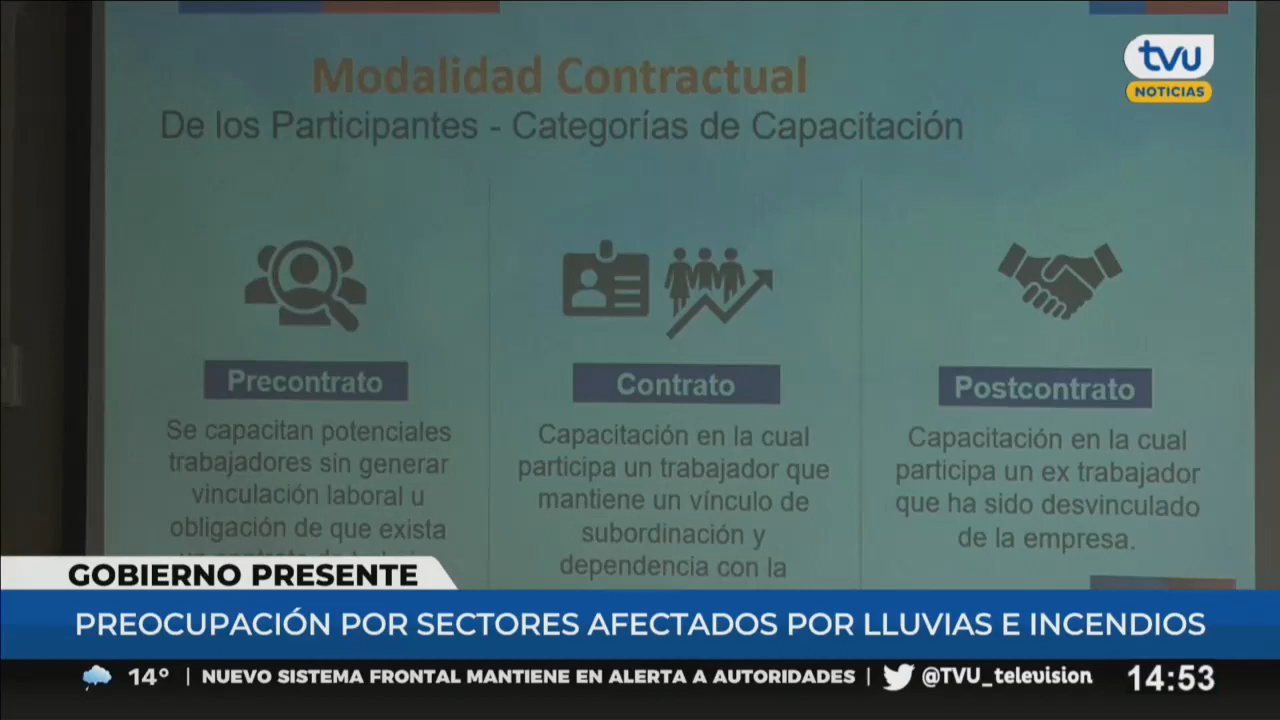 tvu
NOTICIAS
Modalidad Contractual
De los Participantes - Categorías de Capacitación
Precontrato
Se capacitan potenciales
trabajadores sin generar
vinculación laboral u
obligación de que exista
Contrato
Capacitación en la cual
participa un trabajador que
mantiene un vínculo de
subordinación y
dependencia con la
Postcontrato
Capacitación en la cual
participa un ex trabajador
que ha sido desvinculado
de la empresa.
GOBIERNO PRESENTE
PREOCUPACIÓN POR SECTORES AFECTADOS POR LLUVIAS E INCENDIOS
14° | NUEVO SISTEMA FRONTAL MANTIENE EN ALERTA A AUTORIDADES | @TVU_television 14:53